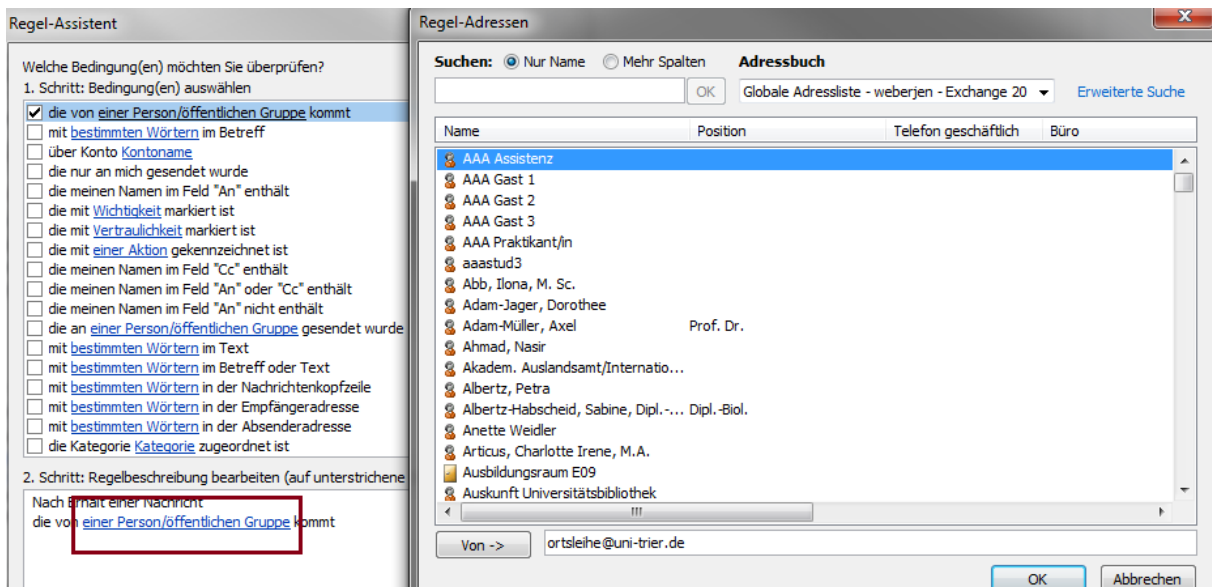 Regel-Assistent
Welche Bedingung(en) möchten Sie überprüfen?
1. Schritt: Bedingung(en) auswählen
die von einer Person/öffentlichen Gruppe kommt
mit bestimmten Wörtern im Betreff
über Konto Kontoname
die nur an mich gesendet wurde
die meinen Namen im Feld "An" enthält
die mit Wichtigkeit markiert ist
die mit Vertraulichkeit markiert ist
die mit einer Aktion gekennzeichnet ist
die meinen Namen im Feld "Cc" enthält
die meinen Namen im Feld "An" oder "Cc" enthält
die meinen Namen im Feld "An" nicht enthält
die an einer Person/öffentlichen Gruppe gesendet wurde
mit bestimmten Wörtern im Text
mit bestimmten Wörtern im Betreff oder Text
mit bestimmten Wörtern in der Nachrichtenkopfzeile
mit bestimmten Wörtern in der Empfängeradresse
mit bestimmten Wörtern in der Absenderadresse
die Kategorie Kategorie zugeordnet ist
2. Schritt: Regelbeschreibung bearbeiten (auf unterstrichene
Nach Erhalt einer Nachricht
die von einer Person/öffentlichen Gruppe kommt
Regel-Adressen
Suchen: Nur Name Mehr Spalten Adressbuch
OK Globale Adressliste - weberjen - Exchange 20 Erweiterte Suche
Name Position Telefon geschäftlich Büro
AAA Assistenz
AAA Gast 1
AAA Gast 2
AAA Gast 3
AAA Praktikant/in
aaastud3
Abb, Ilona, M. Sc.
Adam-Jager, Dorothee
Adam-Müller, Axel Prof. Dr.
Ahmad, Nasir
Akadem. Auslandsamt/Internatio...
Albertz, Petra
Albertz-Habscheid, Sabine, Dipl.-... Dipl.-Biol.
Anette Weidler
Articus, Charlotte Irene, M.A.
Ausbildungsraum E09
Auskunft Universitätsbibliothek
Von -> ortsleihe@uni-trier.de
OK Abbrechen